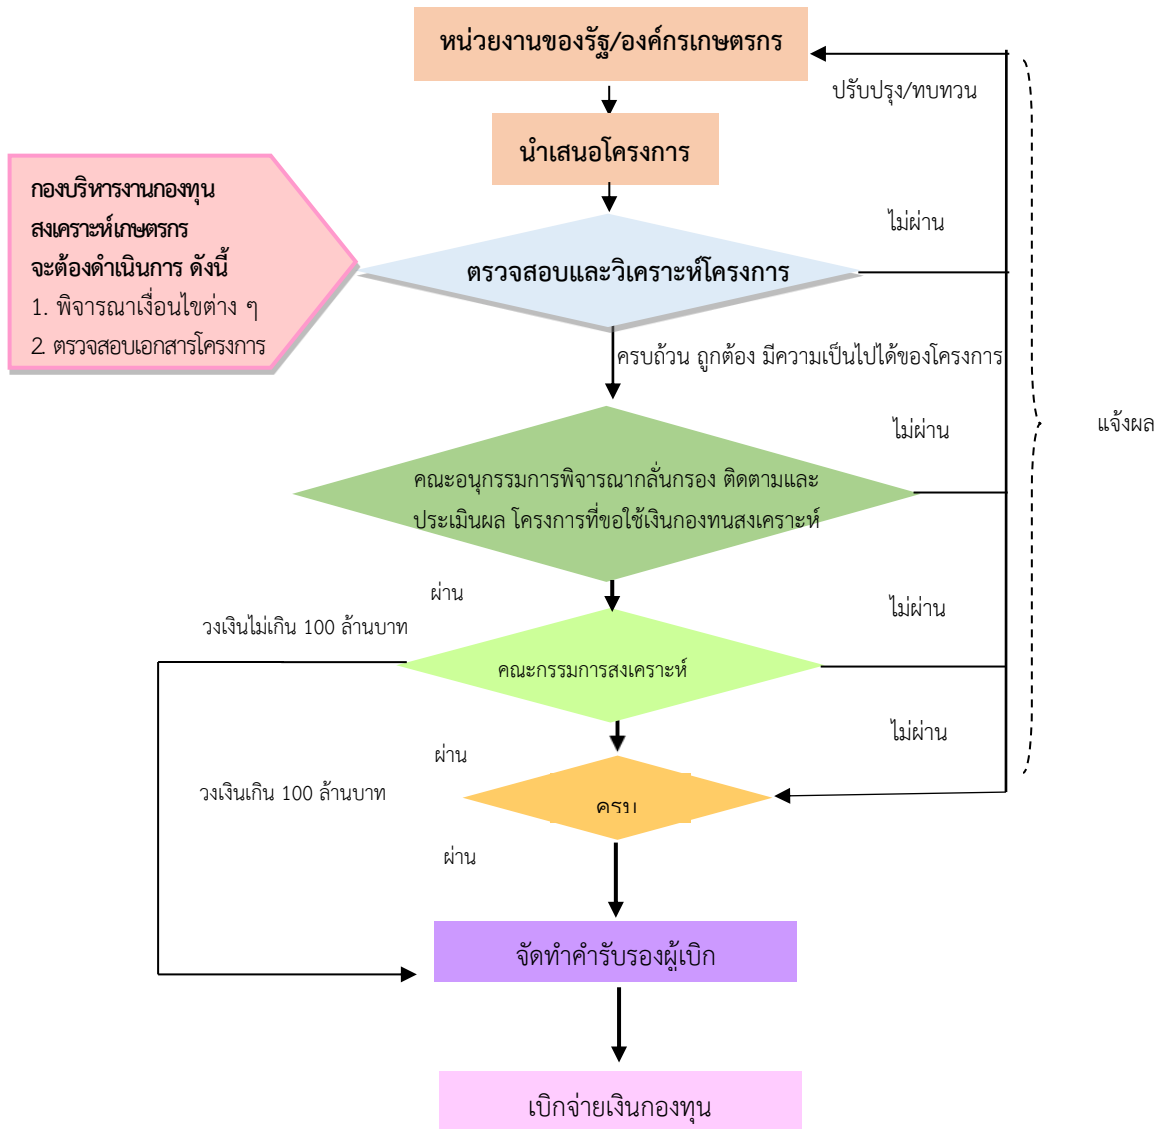 หน่วยงานของรัฐ/องค์กรเกษตรกร
ปรับปรุง/ทบทวน
นำเสนอโครงการ
กองบริหารงานกองทุน
สงเคราะห์เกษตรกร
จะต้องดำเนินการ ดังนี้
1. พิจารณาเงื่อนไขต่าง ๆ
2. ตรวจสอบเอกสารโครงการ
ไม่ผ่าน
ตรวจสอบและวิเคราะห์โครงการ
ครบถ้วน ถูกต้อง มีความเป็นไปได้ของโครงการ
ไม่ผ่าน
แจ้งผล
คณะอนุกรรมการพิจารณากลั่นกรอง ติดตามและ
ประเมินผล โครงการที่ขอใช้เงินกองทุนสงเคราะห์
ผ่าน
ไม่ผ่าน
วงเงินไม่เกิน 100 ล้านบาท
คณะกรรมการสงเคราะห์
ไม่ผ่าน
ผ่าน
วงเงินเกิน 100 ล้านบาท
ครม
ผ่าน
จัดทำคำรับรองผู้เบิก
เบิกจ่ายเงินกองทุน